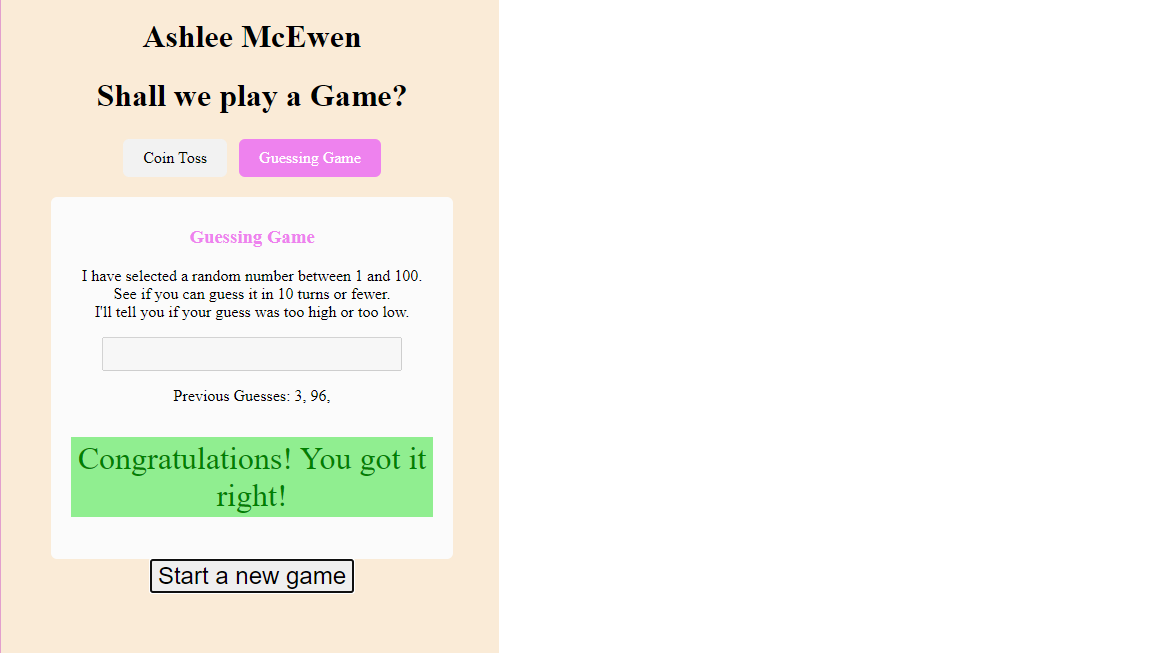 Ashlee McEwen
Shall we play a Game?
Coin Toss
Guessing Game
Guessing Game
I have selected a random number between 1 and 100.
See if you can guess it in 10 turns or fewer.
I'll tell you if your guess was too high or too low.
Previous Guesses: 3, 96,
Congratulations! You got it
right!
Start a new game